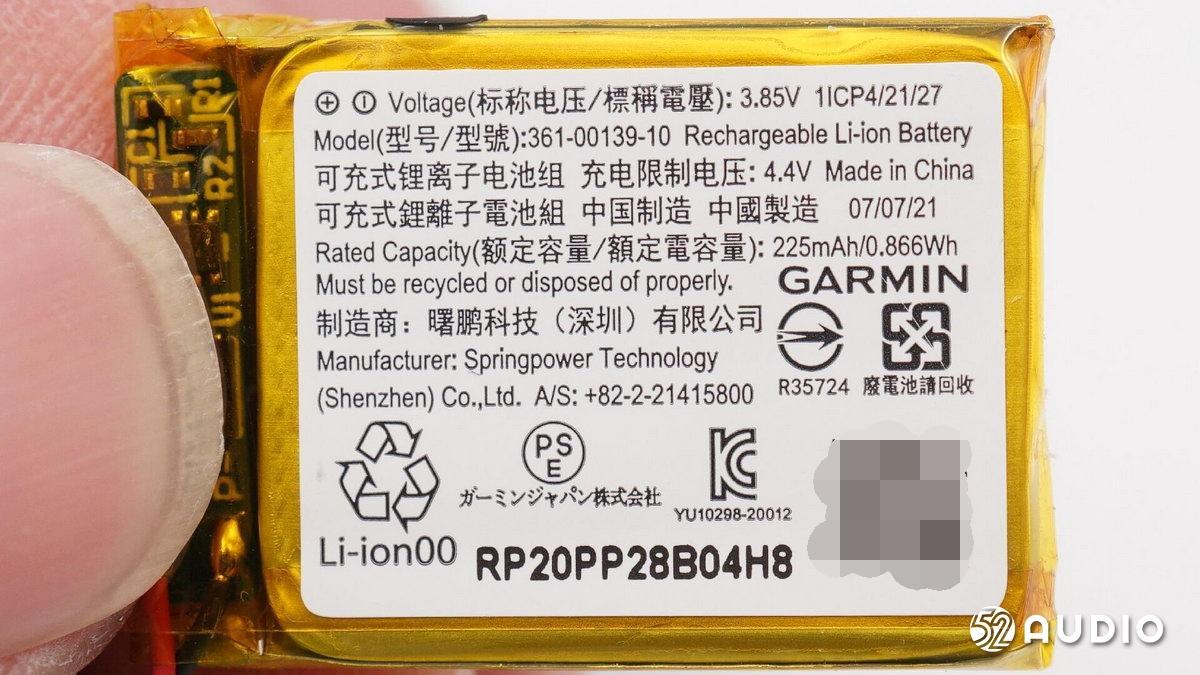 Voltage(标称电压/標稱電壓): 3.85V 1ICP4/21/27
Model(型号/型號):361-00139-10 Rechargeable Li-ion Battery
可充式锂离子电池组 充电限制电压: 4.4V Made in China
可充式鋰離子電池組 中国制造 中國製造 07/07/21
Rated Capacity(额定容量/額定電容量): 225mAh/0.866Wh
Must be recycled or disposed of properly.
GARMIN
制造商：曙鹏科技（深圳）有限公司
Manufacturer: Springpower Technology
(Shenzhen) Co.,Ltd. A/S: +82-2-21415800
R35724 廢電池請回收
PS
E
ガーミンジャパン株式会社
YU10298-20012
Li-ion00
RP20PP28B04H8
C1
R1
R2
U1
P-
52 AUDIO